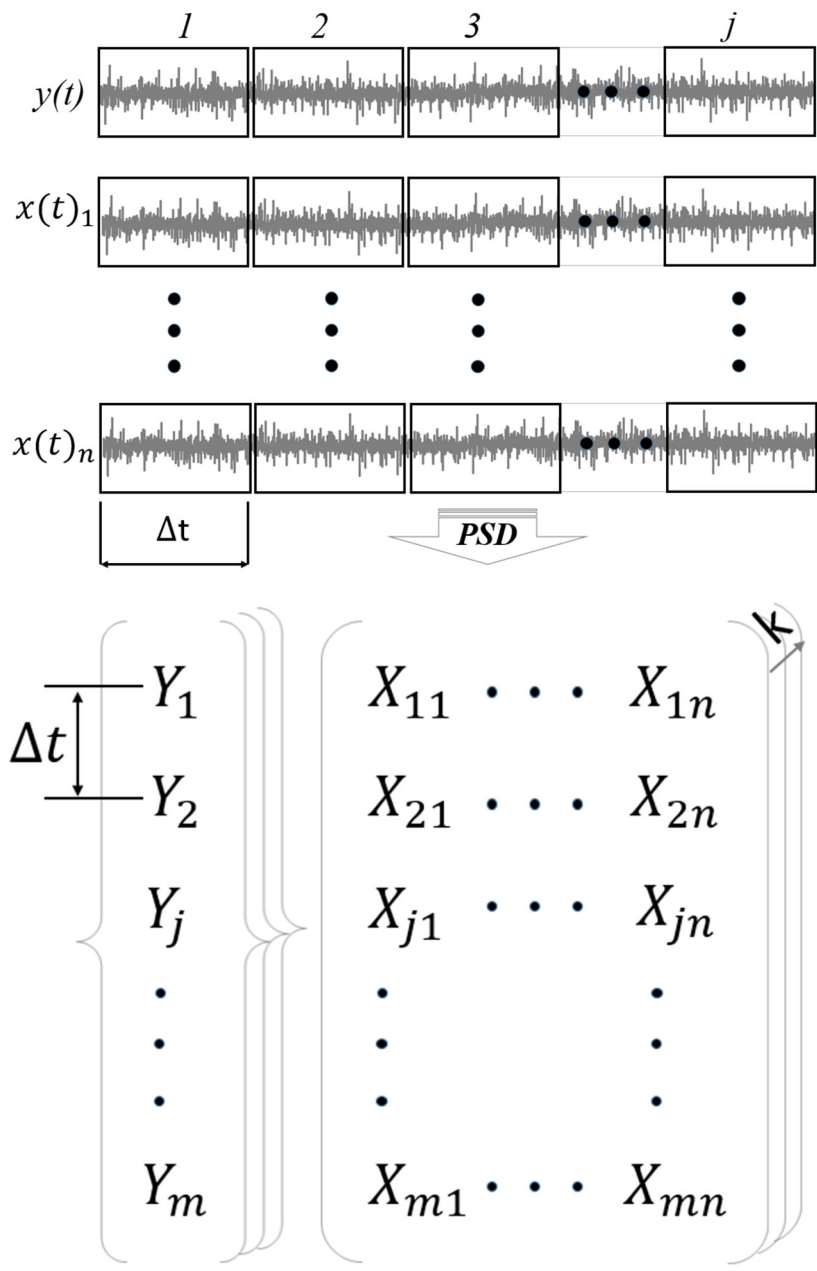 1 2 3 j
y(t)
x(t)₁
x(t)ₙ
Δt PSD
k
Y₁ X₁₁ • • • X₁ₙ
Δt
Y₂ X₂₁ • • • X₂ₙ
Yⱼ Xⱼ₁ • • • Xⱼₙ
Yₘ Xₘ₁ • • • Xₘₙ